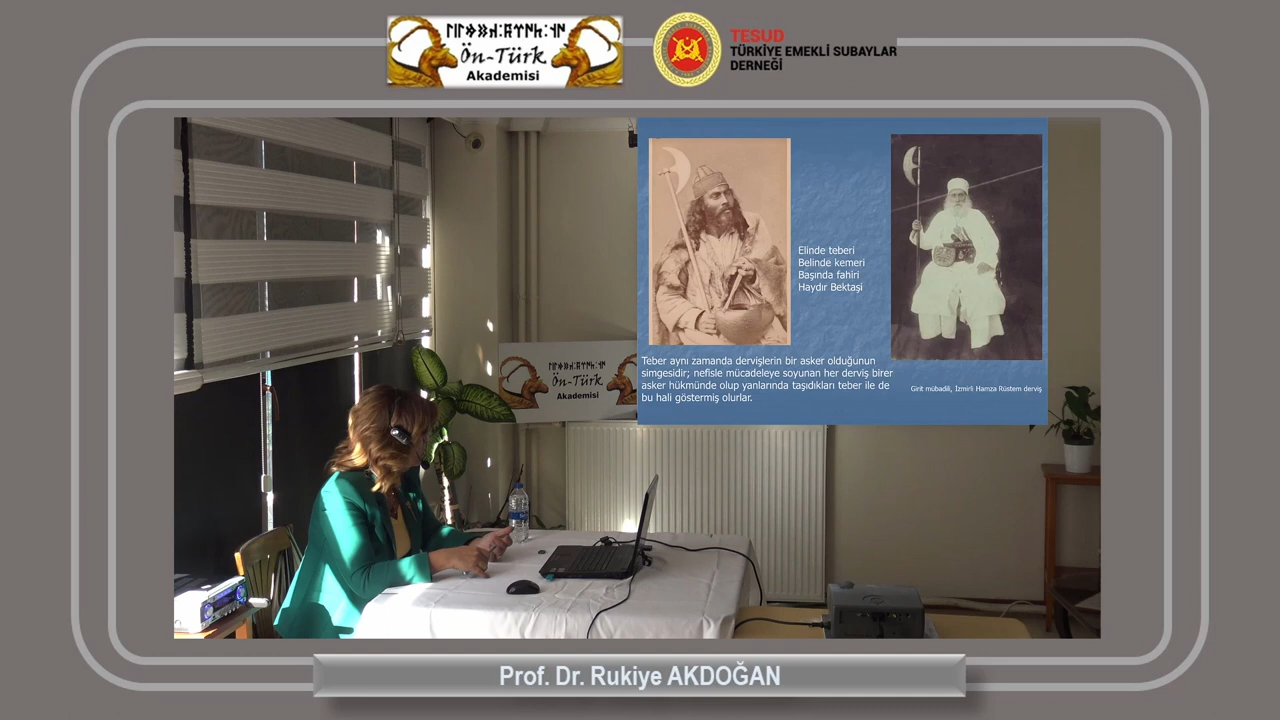 Ön-Türk
Akademisi
TESUD
TÜRKİYE EMEKLİ SUBAYLAR
DERNEĞİ
Elinde teberi
Belinde kemeri
Başında fahiri
Haydır Bektaşi
Teber aynı zamanda dervişlerin bir asker olduğunun
simgesidir; nefisle mücadeleye soyunan her derviş birer
asker hükmünde olup yanlarında taşıdıkları teber ile de
bu hali göstermiş olurlar.
Girit mübadili, İzmirli Hamza Rüstem derviş
Ön-Türk
Akademisi
Prof. Dr. Rukiye AKDOĞAN